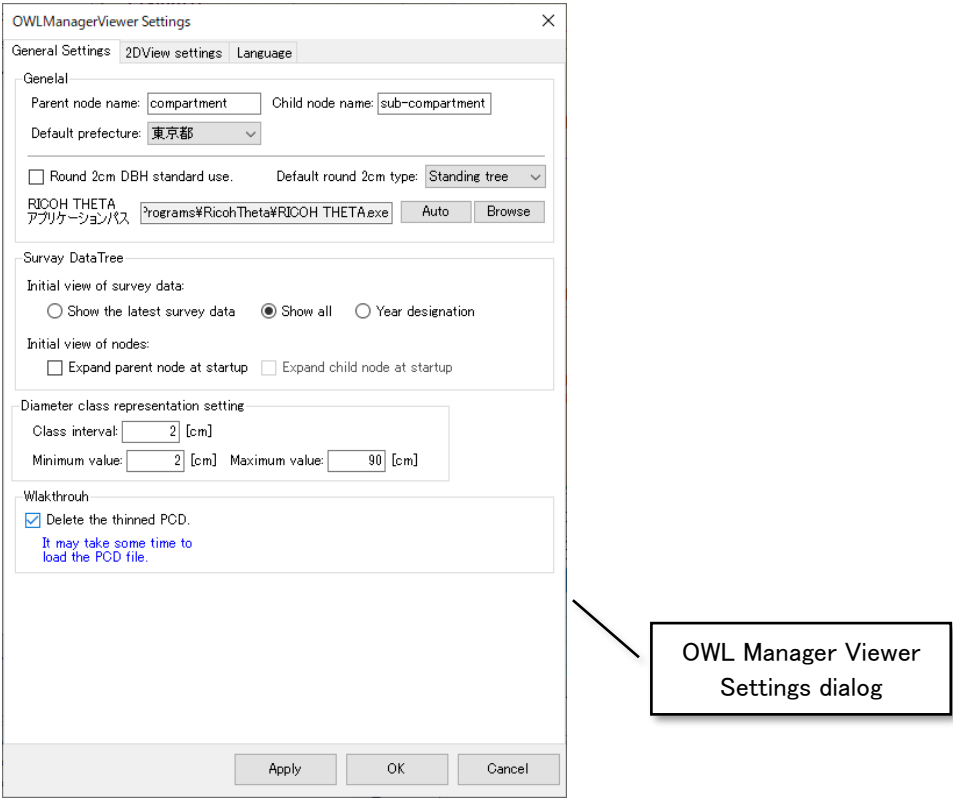 OWLManagerViewer Settings
General Settings 2DView settings Language
Genelal
Parent node name: compartment Child node name: sub-compartment
Default prefecture: 東京都
Round 2cm DBH standard use. Default round 2cm type: Standing tree
RICOH THETA
アプリケーションパス Programs¥RicohTheta¥RICOH THETA.exe Auto Browse
Survay DataTree
Initial view of survey data:
Show the latest survey data Show all Year designation
Initial view of nodes:
Expand parent node at startup Expand child node at startup
Diameter class representation setting
Class interval: 2 [cm]
Minimum value: 2 [cm] Maximum value: 90 [cm]
Wlakthrouh
Delete the thinned PCD.
It may take some time to
load the PCD file.
OWL Manager Viewer
Settings dialog
Apply OK Cancel